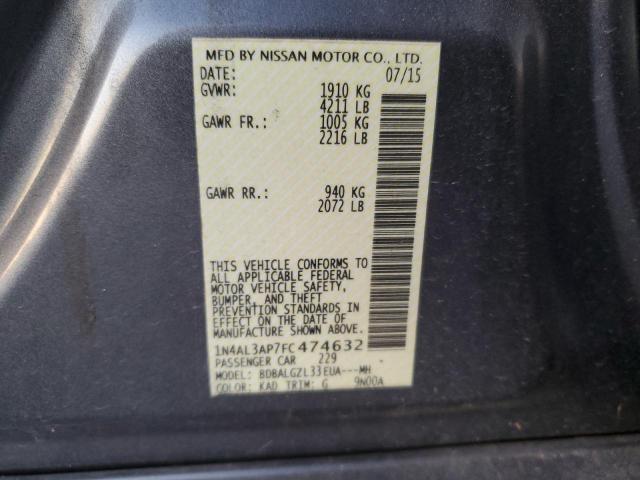 MFD BY NISSAN MOTOR CO., LTD.
DATE: 07/15
GVWR: 1910 KG
4211 LB
GAWR FR.: 1005 KG
2216 LB
GAWR RR.: 940 KG
2072 LB
THIS VEHICLE CONFORMS TO
ALL APPLICABLE FEDERAL
MOTOR VEHICLE SAFETY,
BUMPER, AND THEFT
PREVENTION STANDARDS IN
EFFECT ON THE DATE OF
MANUFACTURE SHOWN ABOVE.
1N4AL3AP7FC474632
PASSENGER CAR 229
MODEL: BDBALGZL33EUA---MH
COLOR: KAD TRIM: G 9N00A